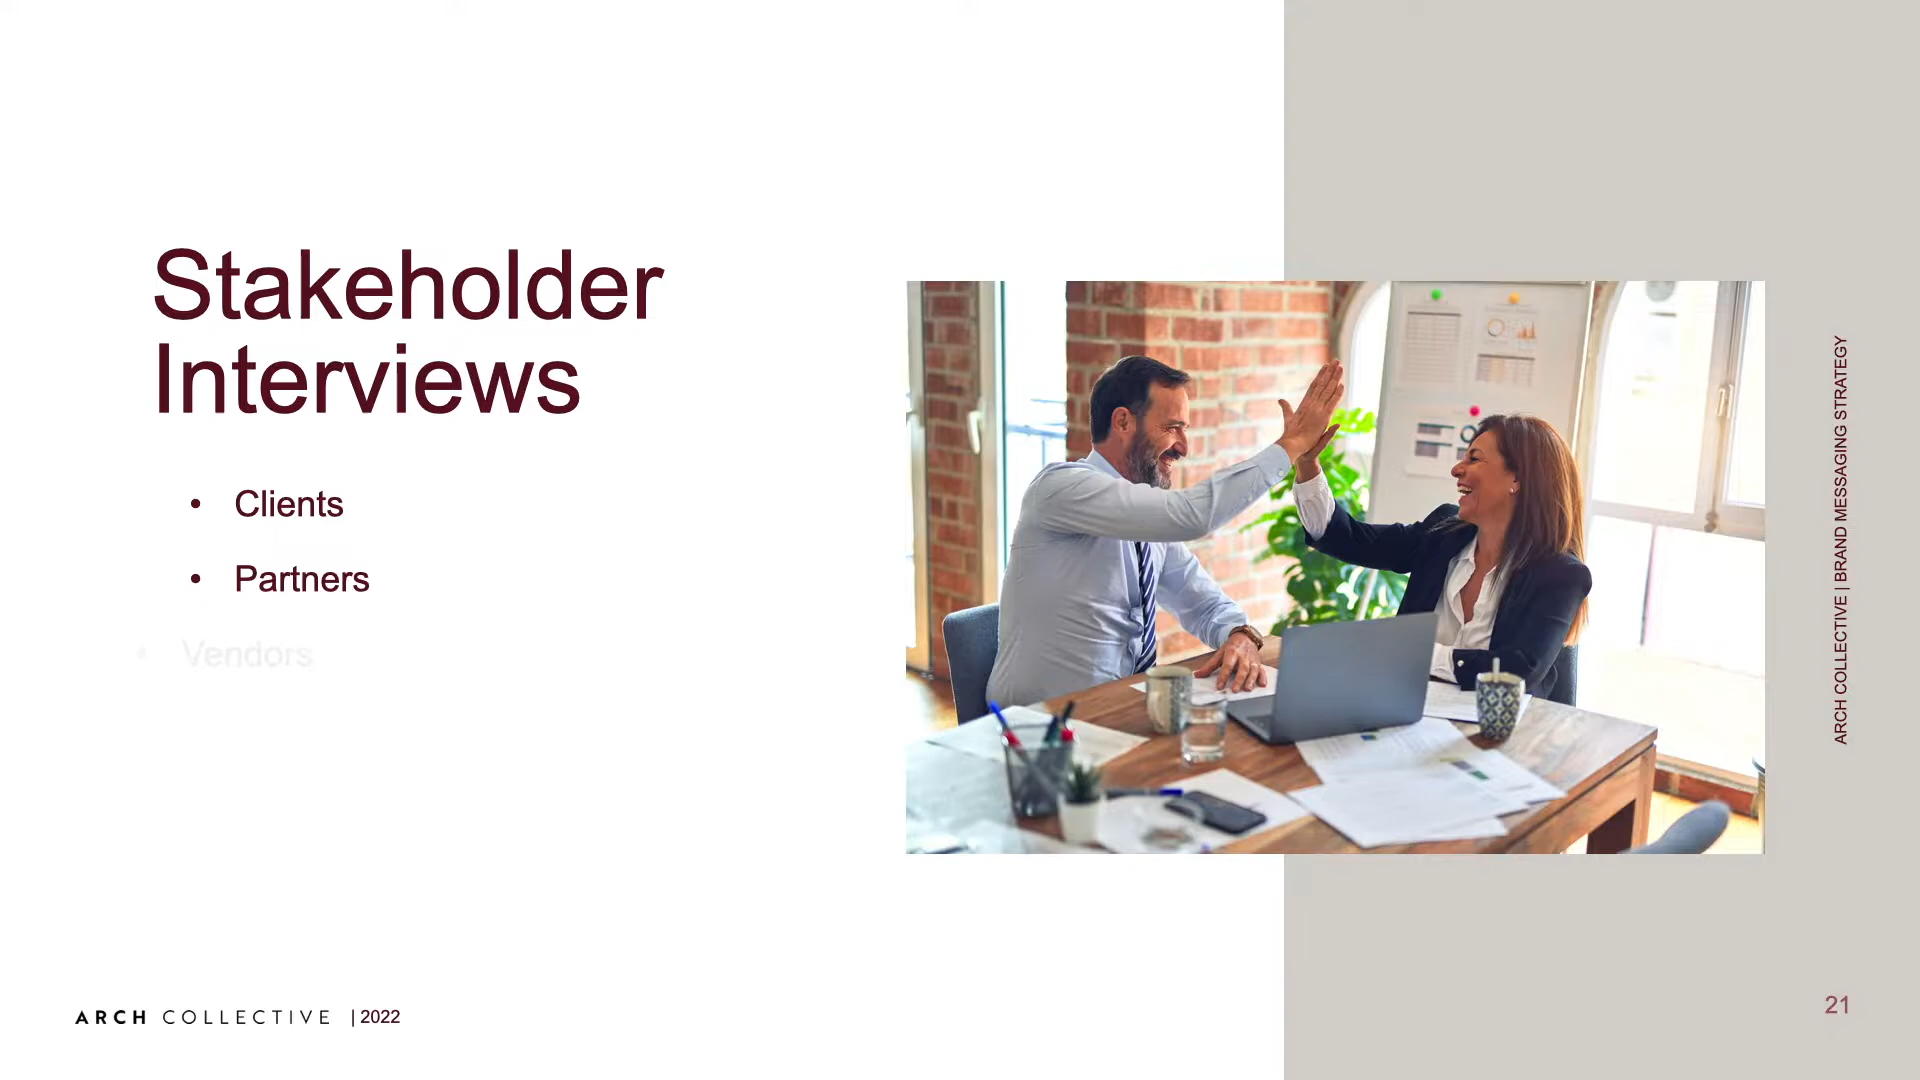 Stakeholder
Interviews
• Clients
• Partners
• Vendors
ARCH COLLECTIVE | BRAND MESSAGING STRATEGY
ARCH COLLECTIVE | 2022
21